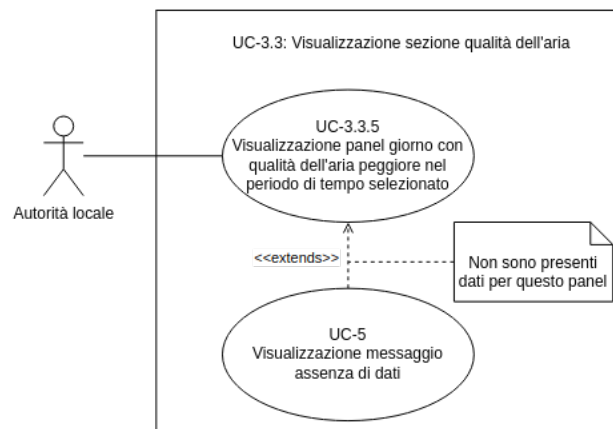 UC-3.3: Visualizzazione sezione qualità dell'aria
UC-3.3.5
Visualizzazione panel giorno con
qualità dell'aria peggiore nel
periodo di tempo selezionato
Autorità locale
<<extends>>
Non sono presenti
dati per questo panel
UC-5
Visualizzazione messaggio
assenza di dati